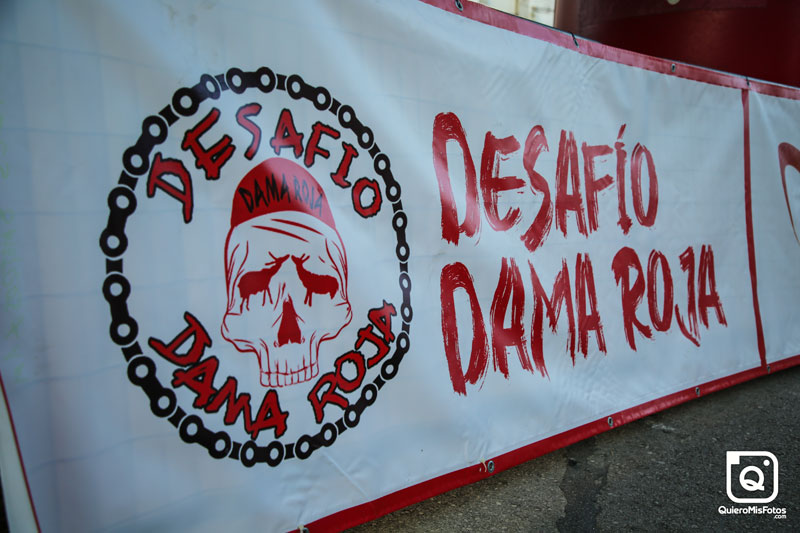 DESAFIO
DAMA ROJA
DAMA ROJA
DESAFÍO
DAMA ROJA
Q
QuieroMisFotos
.com